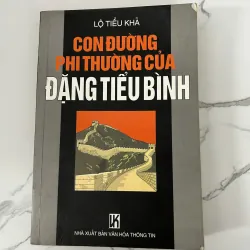 LỘ TIỂU KHẢ
CON ĐƯỜNG
PHI THƯỜNG CỦA
ĐẶNG TIỂU BÌNH
NHÀ XUẤT BẢN VĂN HÓA THÔNG TIN